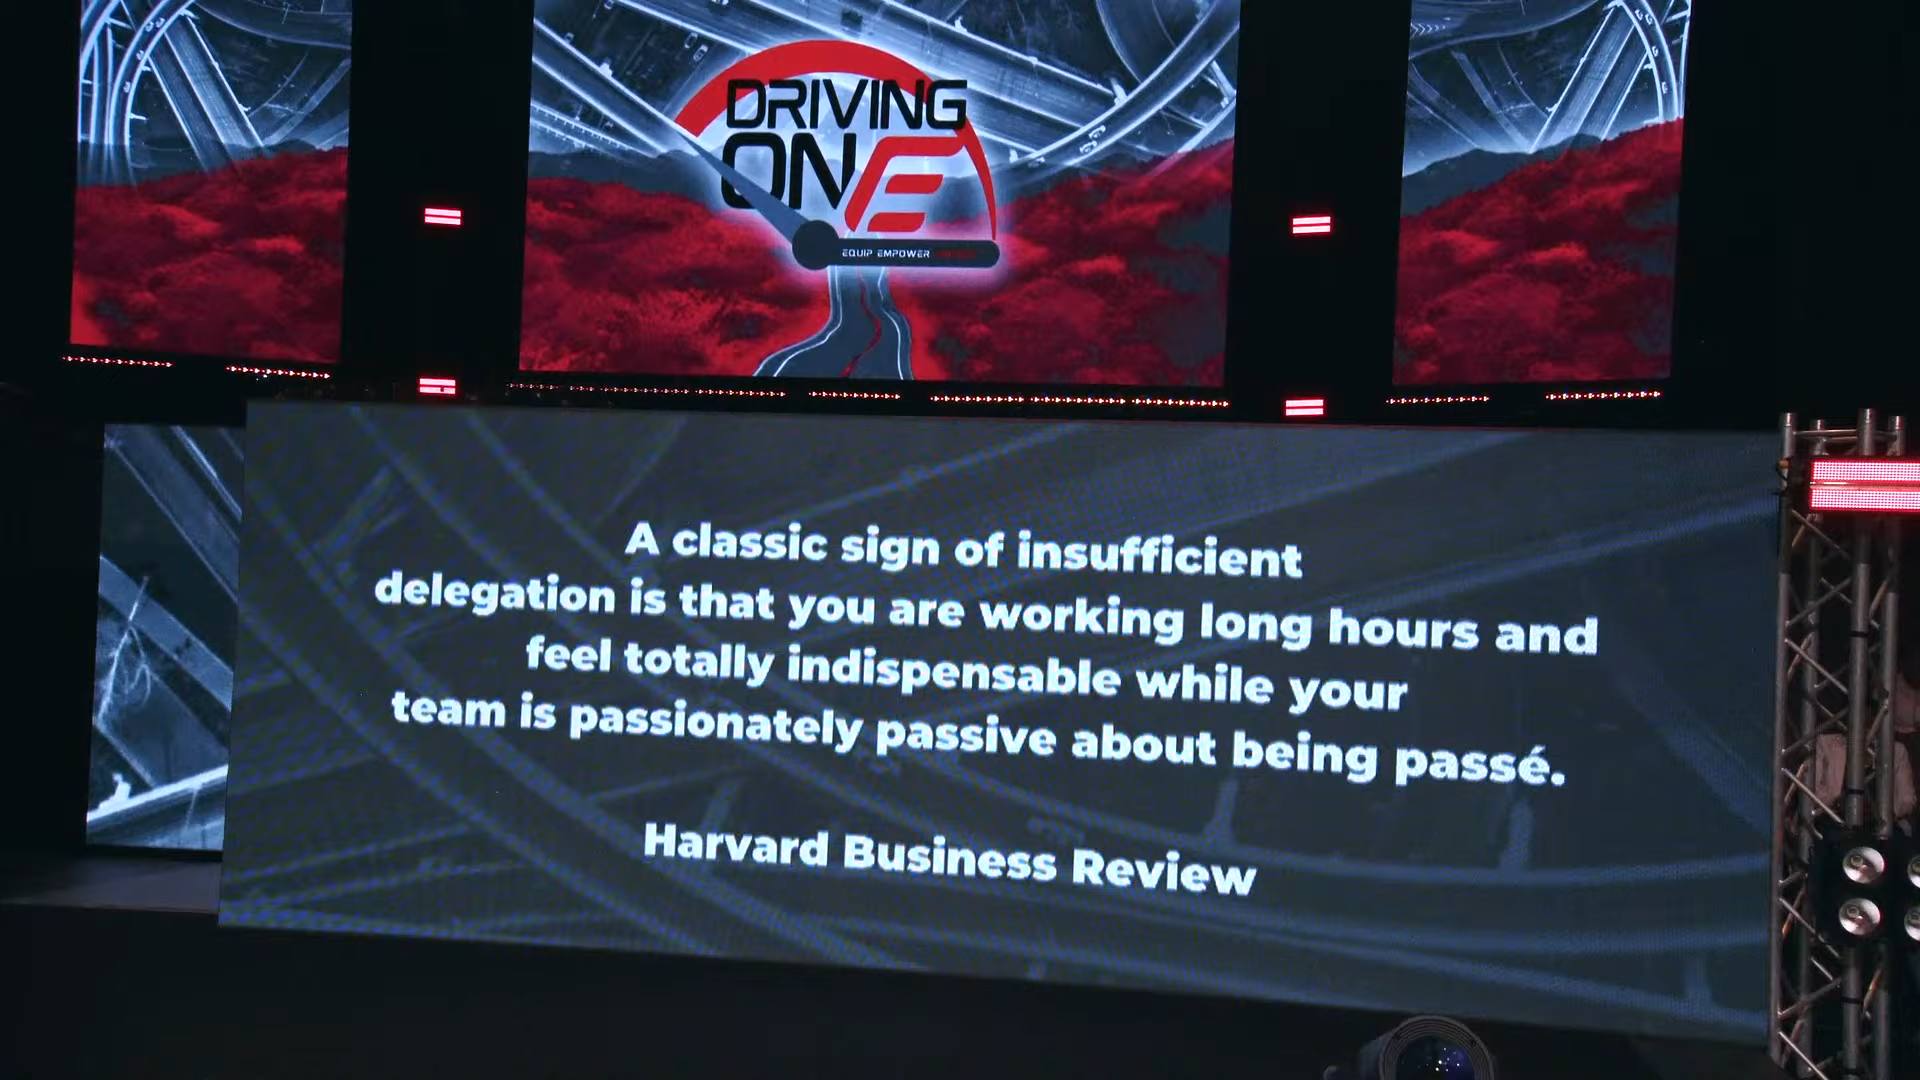 DRIVING
ONE
EQUIP EMPOWER
A classic sign of insufficient
delegation is that you are working long hours and
feel totally indispensable while your
team is passionately passive about being passé.
Harvard Business Review